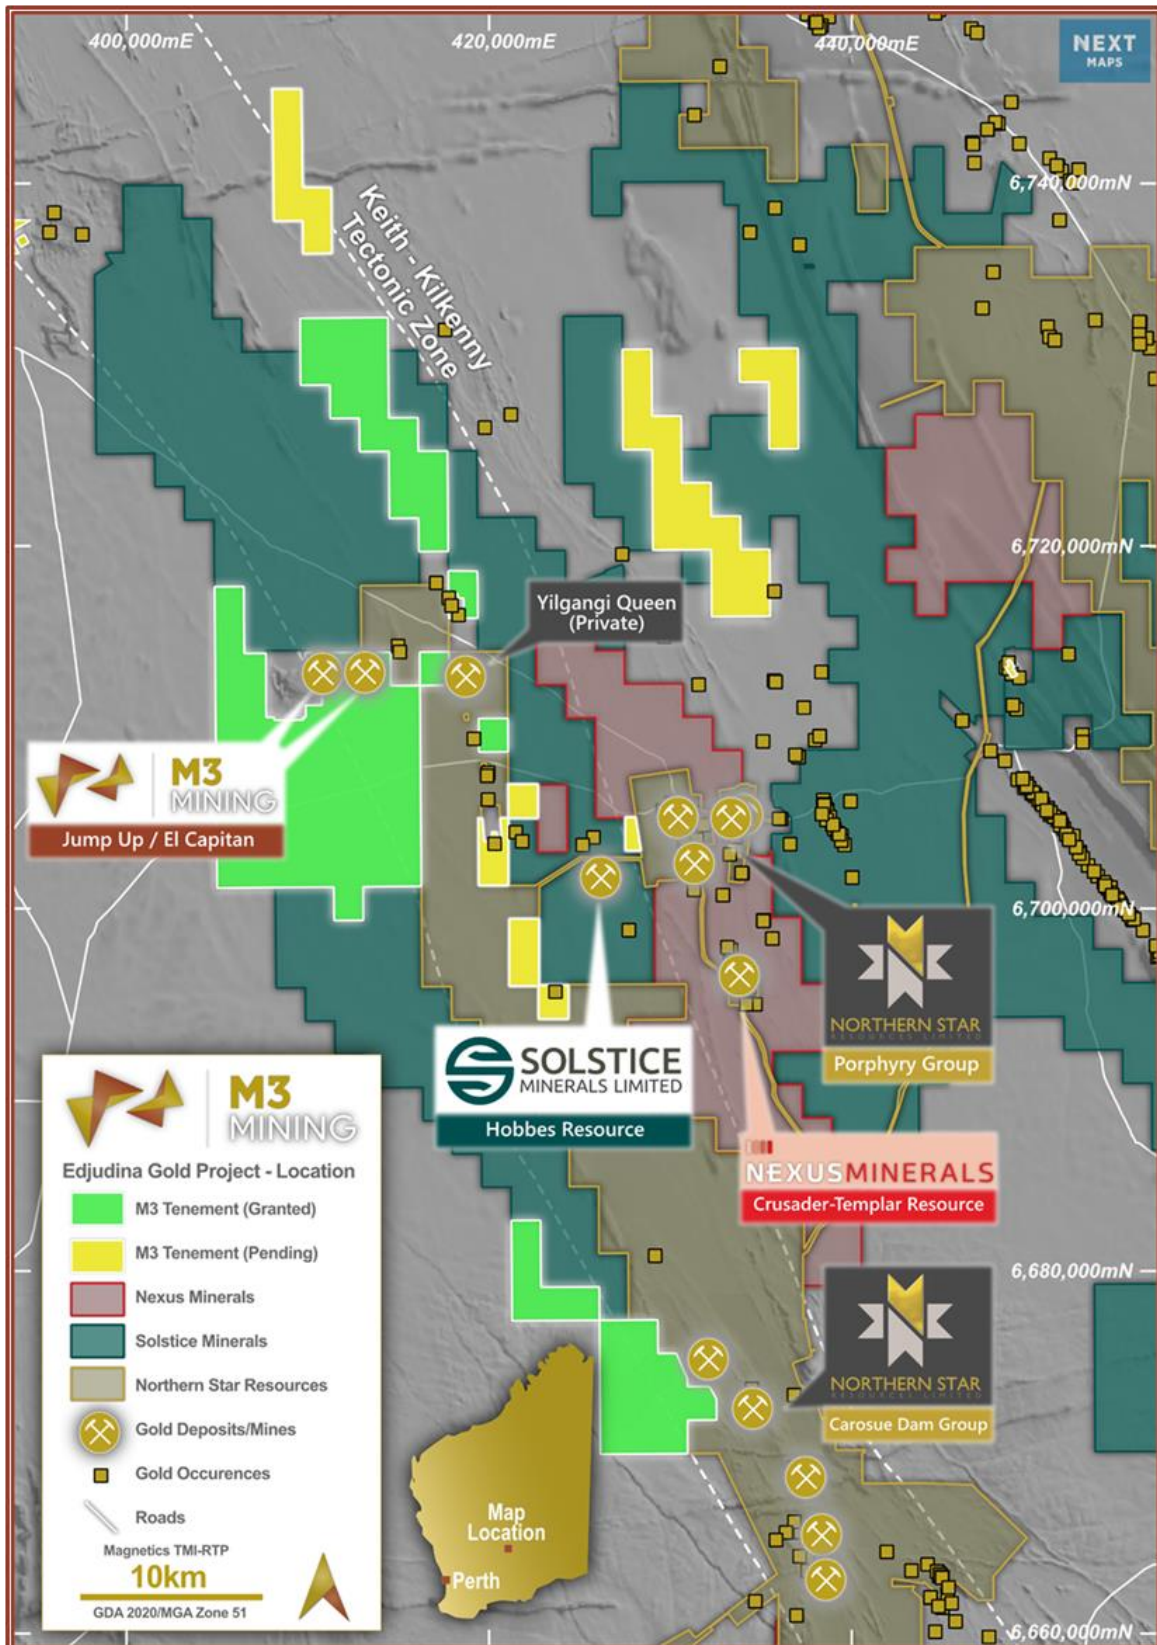 400,000mE
420,000mE
440,000mE
NEXT
MAPS
6,740,000mN
Keith - Kilkenny
Tectonic Zone
6,720,000mN
Yilgangi Queen
(Private)
M3
MINING
Jump Up / El Capitan
6,700,000mN
NORTHERN STAR
RESOURCES LIMITED
Porphyry Group
SOLSTICE
MINERALS LIMITED
Hobbes Resource
NEXUSMINERALS
Crusader-Templar Resource
6,680,000mN
NORTHERN STAR
RESOURCES LIMITED
Carosue Dam Group
M3
MINING
Edjudina Gold Project - Location
M3 Tenement (Granted)
M3 Tenement (Pending)
Nexus Minerals
Solstice Minerals
Northern Star Resources
Gold Deposits/Mines
Gold Occurences
Roads
Magnetics TMI-RTP
10km
GDA 2020/MGA Zone 51
Map
Location
Perth
6,660,000mN